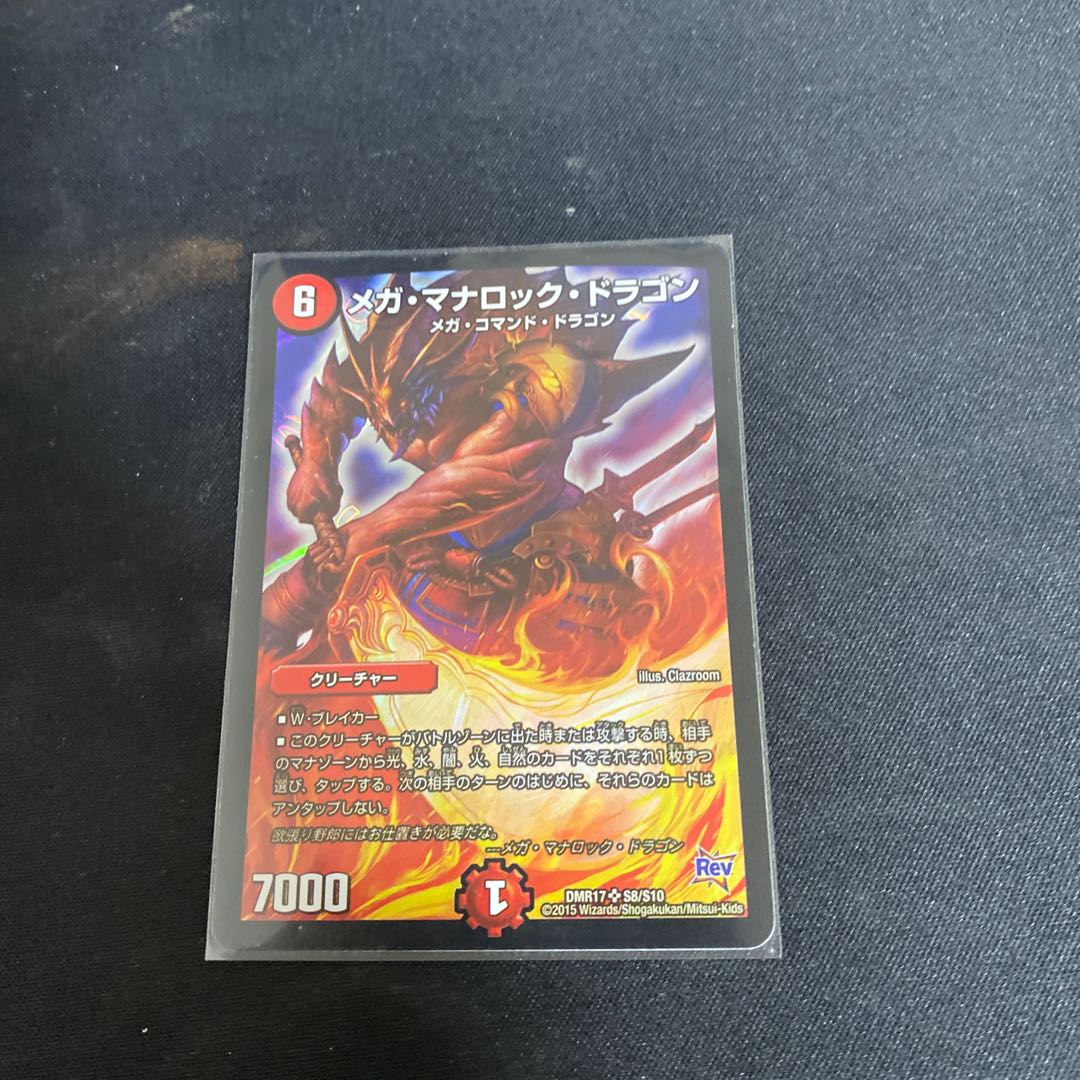 6
メガ・マナロック・ドラゴン
メガ・コマンド・ドラゴン
クリーチャー
illus. Clazroom
■ W・ブレイカー
■ このクリーチャーがバトルゾーンに出た時または攻撃する時、相手
のマナゾーンから光、水、闇、火、自然のカードをそれぞれ1枚ずつ
選び、タップする。次の相手のターンのはじめに、それらのカードは
アンタップしない。
欲張り野郎にはお仕置きが必要だな。
---メガ・マナロック・ドラゴン
Rev
7000
1
DMR17 S8/S10
©2015 Wizards/Shogakukan/Mitsui-Kids